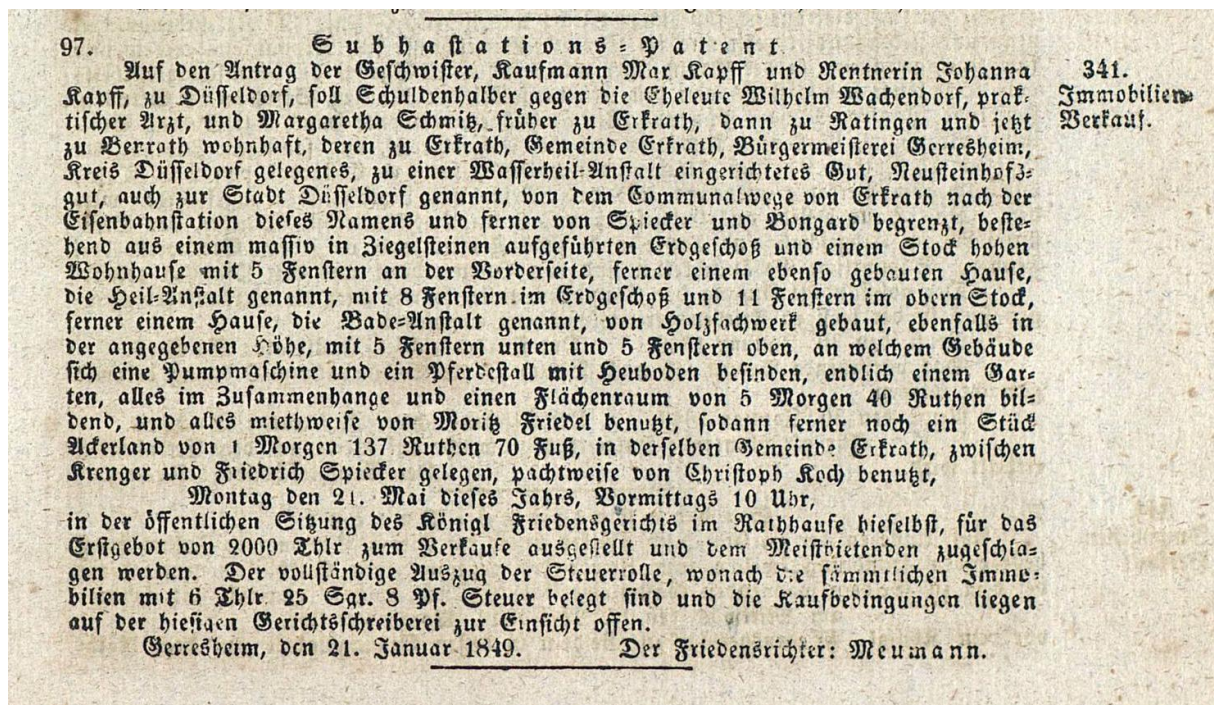 97. Subhastations-Patent
Auf den Antrag der Geschwister, Kaufmann Max Kapff und Rentnerin Johanna
Kapff, zu Düsseldorf, soll Schuldenhalber gegen die Eheleute Wilhelm Wachendorf, prak-
tischer Arzt, und Margaretha Schmitz, früher zu Erkrath, dann zu Ratingen und jetzt
zu Benrath wohnhaft, deren zu Erkrath, Gemeinde Erkrath, Bürgermeisterei Gerresheim,
Kreis Düsseldorf gelegenes, zu einer Wasserheil-Anstalt eingerichtetes Gut, Neusteinhofs-
gut, auch zur Stadt Düsseldorf genannt, von dem Communalwege von Erkrath nach der
Eisenbahnstation dieses Namens und ferner von Spiecker und Bongard begrenzt, beste-
hend aus einem massiv in Ziegelsteinen aufgeführten Erdgeschoß und einem Stock hohen
Wohnhause mit 5 Fenstern an der Vorderseite, ferner einem ebenso gebauten Hause,
die Heil-Anstalt genannt, mit 8 Fenstern im Erdgeschoß und 11 Fenstern im obern Stock,
ferner einem Hause, die Bade-Anstalt genannt, von Holzfachwerk gebaut, ebenfalls in
der angegebenen Höhe, mit 5 Fenstern unten und 5 Fenstern oben, an welchem Gebäude
sich eine Pumpmaschine und ein Pferdestall mit Heuboden befinden, endlich einem Gar-
ten, alles im Zusammenhange und einen Flächenraum von 5 Morgen 40 Ruthen bil-
dend, und alles miethweise von Moritz Friedel benutzt, sodann ferner noch ein Stück
Ackerland von 1 Morgen 137 Ruthen 70 Fuß, in derselben Gemeinde Erkrath, zwischen
Krenger und Friedrich Spiecker gelegen, pachtweise von Christoph Koch benutzt,
Montag den 21. Mai dieses Jahrs, Vormittags 10 Uhr,
in der öffentlichen Sitzung des Königl Friedensgerichts im Rathhause hieselbst, für das
Erstgebot von 2000 Thlr zum Verkaufe ausgestellt und dem Meistbietenden zugeschla-
gen werden. Der vollständige Auszug der Steuerrolle, wonach die sämmtlichen Immo-
bilien mit 6 Thlr. 25 Sgr. 8 Pf. Steuer belegt sind und die Kaufbedingungen liegen
auf der hiesigen Gerichtsschreiberei zur Einsicht offen.
Gerresheim, den 21. Januar 1849. Der Friedensrichter: Meumann.
341.
Immobilien-
Verkauf.